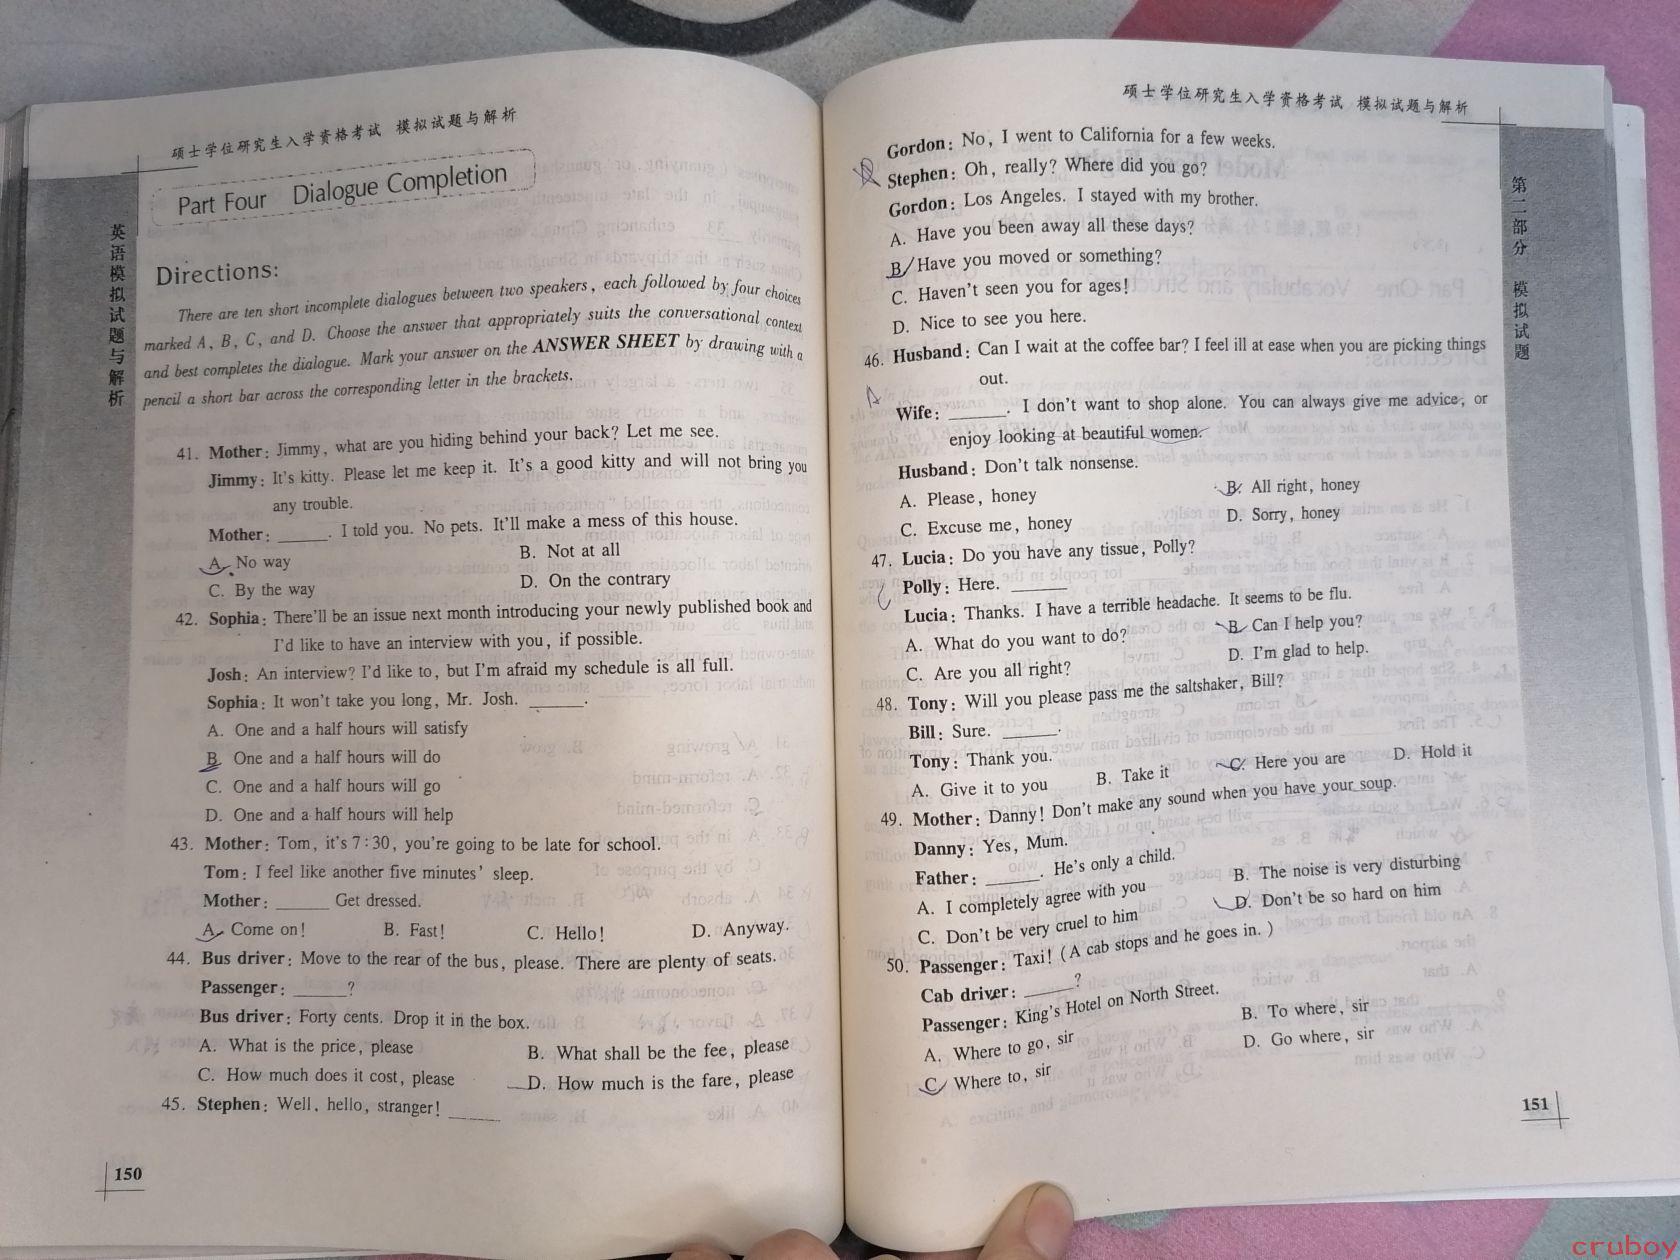 硕士学位研究生入学资格考试 模拟试题与解析
英语模拟试题与解析
Part Four Dialogue Completion
Directions:
There are ten short incomplete dialogues between two speakers, each followed by four choices
marked A, B, C, and D. Choose the answer that appropriately suits the conversational context
and best completes the dialogue. Mark your answer on the ANSWER SHEET by drawing with a
pencil a short bar across the corresponding letter in the brackets.
41. Mother: Jimmy, what are you hiding behind your back? Let me see.
Jimmy: It's kitty. Please let me keep it. It's a good kitty and will not bring you
any trouble.
Mother: ______. I told you. No pets. It'll make a mess of this house.
A. No way B. Not at all
C. By the way D. On the contrary
42. Sophia: There'll be an issue next month introducing your newly published book and
I'd like to have an interview with you, if possible.
Josh: An interview? I'd like to, but I'm afraid my schedule is all full.
Sophia: It won't take you long, Mr. Josh. ______.
A. One and a half hours will satisfy
B. One and a half hours will do
C. One and a half hours will go
D. One and a half hours will help
43. Mother: Tom, it's 7:30, you're going to be late for school.
Tom: I feel like another five minutes' sleep.
Mother: ______ Get dressed.
A. Come on! B. Fast! C. Hello! D. Anyway.
44. Bus driver: Move to the rear of the bus, please. There are plenty of seats.
Passenger: ______?
Bus driver: Forty cents. Drop it in the box.
A. What is the price, please B. What shall be the fee, please
C. How much does it cost, please D. How much is the fare, please
45. Stephen: Well, hello, stranger! ______
150
硕士学位研究生入学资格考试 模拟试题与解析
第二部分 模拟试题
Gordon: No, I went to California for a few weeks.
Stephen: Oh, really? Where did you go?
Gordon: Los Angeles. I stayed with my brother.
A. Have you been away all these days?
B. Have you moved or something?
C. Haven't seen you for ages!
D. Nice to see you here.
46. Husband: Can I wait at the coffee bar? I feel ill at ease when you are picking things
out.
A
Wife: ______. I don't want to shop alone. You can always give me advice, or
enjoy looking at beautiful women.
Husband: Don't talk nonsense.
A. Please, honey B. All right, honey
C. Excuse me, honey D. Sorry, honey
47. Lucia: Do you have any tissue, Polly?
Polly: Here. ______
Lucia: Thanks. I have a terrible headache. It seems to be flu.
A. What do you want to do? B. Can I help you?
C. Are you all right? D. I'm glad to help.
48. Tony: Will you please pass me the saltshaker, Bill?
Bill: Sure. ______.
Tony: Thank you.
A. Give it to you B. Take it C. Here you are D. Hold it
49. Mother: Danny! Don't make any sound when you have your soup.
Danny: Yes, Mum.
Father: ______. He's only a child.
A. I completely agree with you B. The noise is very disturbing
C. Don't be very cruel to him D. Don't be so hard on him
50. Passenger: Taxi! (A cab stops and he goes in.)
Cab driver: ______?
Passenger: King's Hotel on North Street.
A. Where to go, sir B. To where, sir
C. Where to, sir D. Go where, sir
151
cruboy